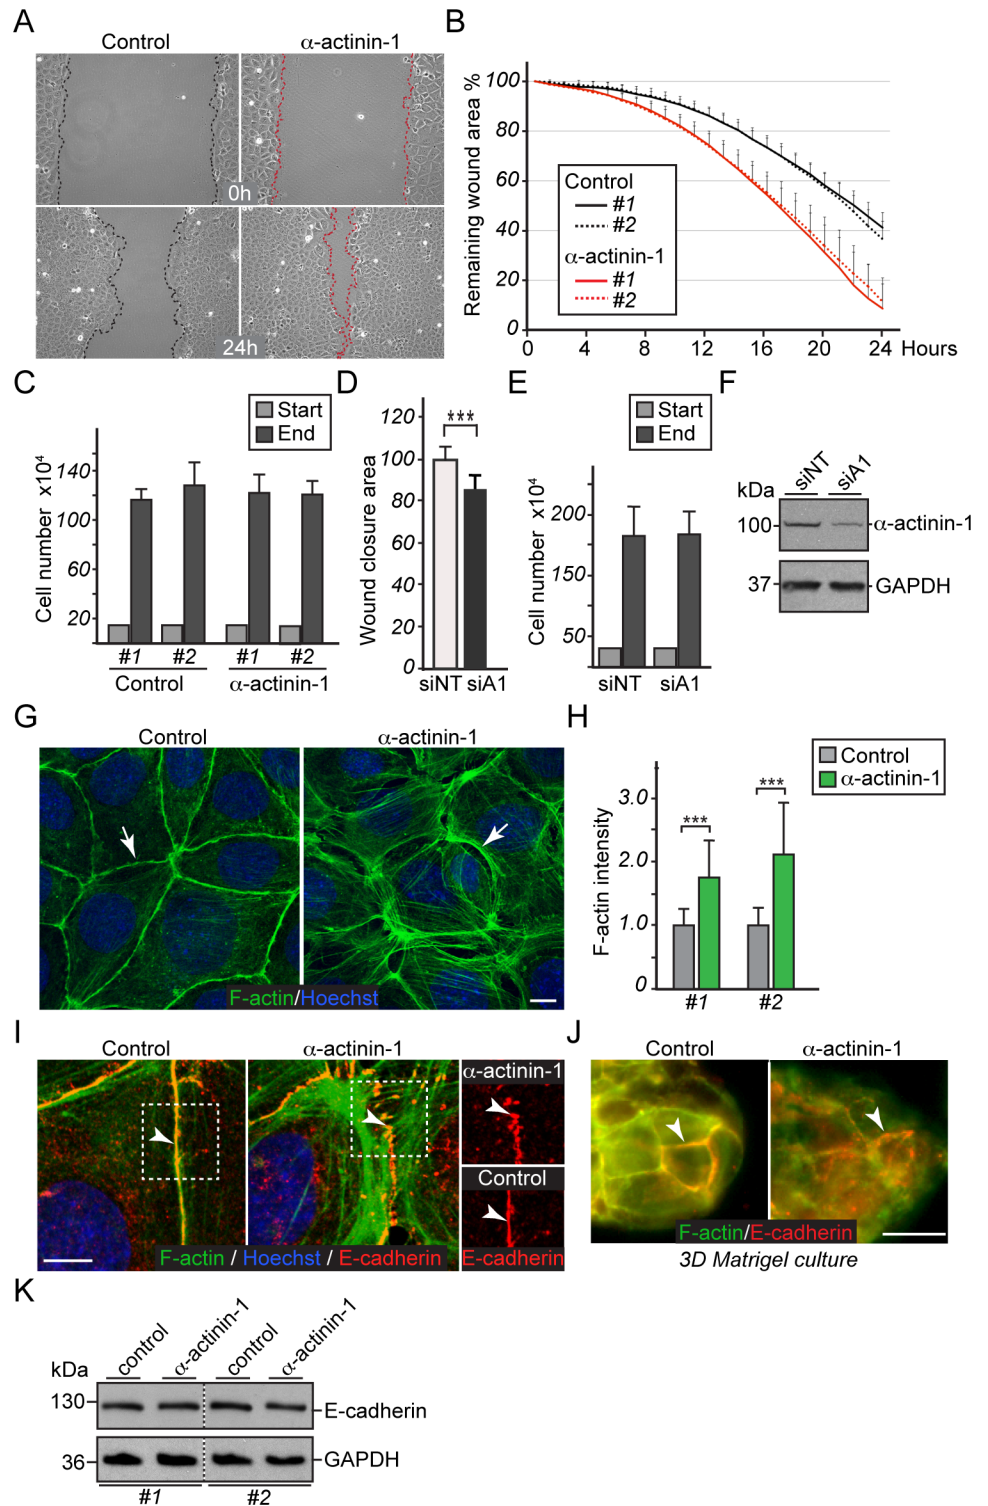 A
Control
α-actinin-1
0h
24h
B
Remaining wound area %
100
80
60
40
20
0
0 4 8 12 16 20 24 Hours
Control
#1
#2
α-actinin-1
#1
#2
C
Start
End
Cell number x10⁴
140
100
60
20
#1 #2 #1 #2
Control α-actinin-1
D
Wound closure area
120
100
80
60
40
20
0
***
siNT siA1
E
Start
End
Cell number x10⁴
200
150
50
siNT siA1
F
siNT siA1
kDa
100 α-actinin-1
37 GAPDH
G
Control α-actinin-1
F-actin/Hoechst
H
Control
α-actinin-1
F-actin intensity
3.0
2.0
1.0
0
***
***
#1 #2
I
Control α-actinin-1
α-actinin-1
Control
F-actin / Hoechst / E-cadherin
E-cadherin
J
Control α-actinin-1
F-actin/E-cadherin
3D Matrigel culture
K
control α-actinin-1 control α-actinin-1
kDa
130 E-cadherin
36 GAPDH
#1 #2